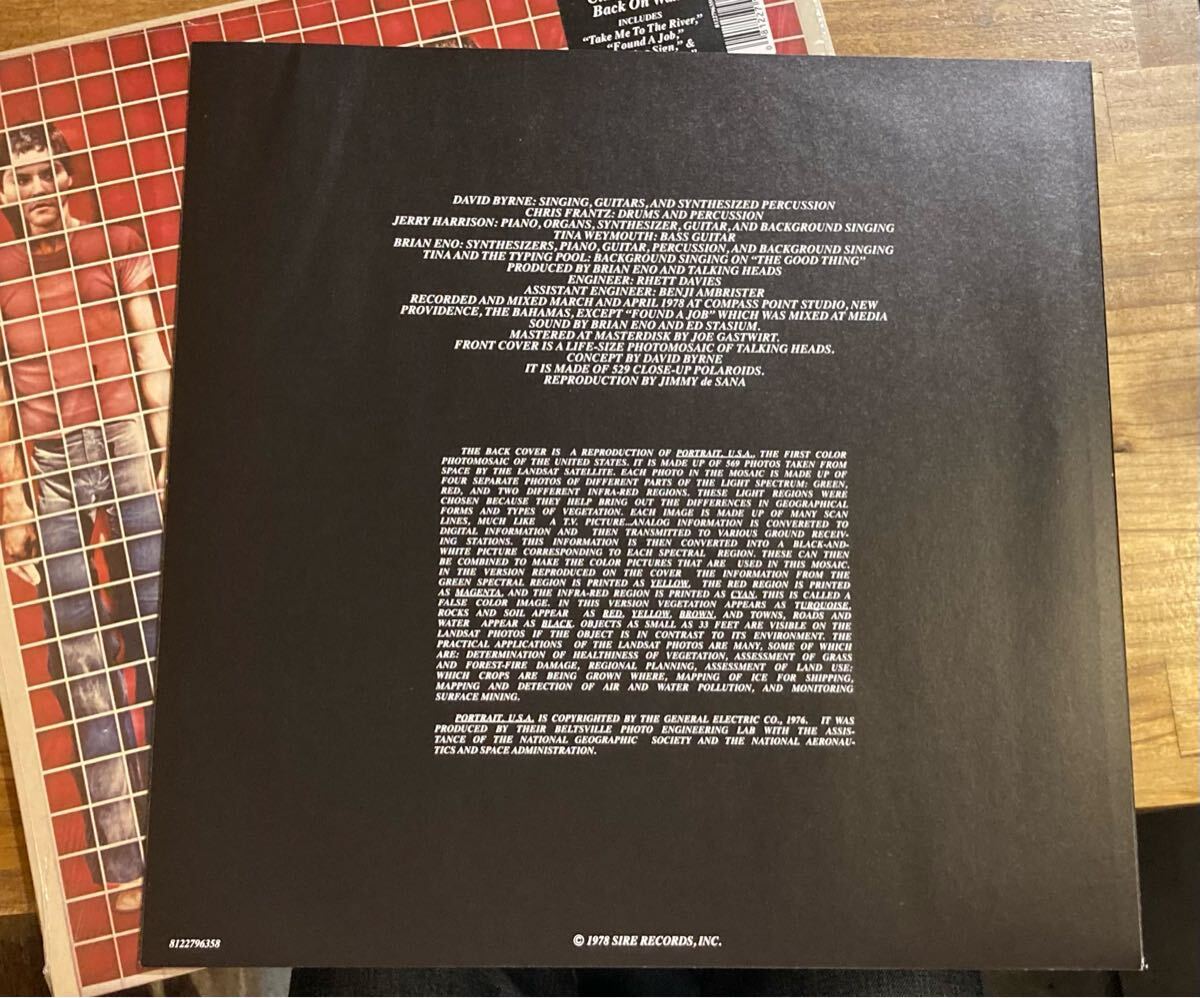 Back On
INCLUDES
"Take Me To The River,"
"Found A Job,"
Sign," &
DAVID BYRNE: SINGING, GUITARS, AND SYNTHESIZED PERCUSSION
CHRIS FRANTZ: DRUMS AND PERCUSSION
JERRY HARRISON: PIANO, ORGANS, SYNTHESIZER, GUITAR, AND BACKGROUND SINGING
TINA WEYMOUTH: BASS GUITAR
BRIAN ENO: SYNTHESIZERS, PIANO, GUITAR, PERCUSSION, AND BACKGROUND SINGING
TINA AND THE TYPING POOL: BACKGROUND SINGING ON "THE GOOD THING"
PRODUCED BY BRIAN ENO AND TALKING HEADS
ENGINEER: RHETT DAVIES
ASSISTANT ENGINEER: BENJI AMBRISTER
RECORDED AND MIXED MARCH AND APRIL 1978 AT COMPASS POINT STUDIO, NEW
PROVIDENCE, THE BAHAMAS, EXCEPT "FOUND A JOB" WHICH WAS MIXED AT MEDIA
SOUND BY BRIAN ENO AND ED STASIUM.
MASTERED AT MASTERDISK BY JOE GASTWIRT.
FRONT COVER IS A LIFE-SIZE PHOTOMOSAIC OF TALKING HEADS.
CONCEPT BY DAVID BYRNE
IT IS MADE OF 529 CLOSE-UP POLAROIDS.
REPRODUCTION BY JIMMY de SANA
THE BACK COVER IS A REPRODUCTION OF PORTRAIT, U.S.A., THE FIRST COLOR
PHOTOMOSAIC OF THE UNITED STATES. IT IS MADE UP OF 569 PHOTOS TAKEN FROM
SPACE BY THE LANDSAT SATELLITE. EACH PHOTO IN THE MOSAIC IS MADE UP OF
FOUR SEPARATE PHOTOS OF DIFFERENT PARTS OF THE LIGHT SPECTRUM: GREEN,
RED, AND TWO DIFFERENT INFRA-RED REGIONS. THESE LIGHT REGIONS WERE
CHOSEN BECAUSE THEY HELP BRING OUT THE DIFFERENCES IN GEOGRAPHICAL
FORMS AND TYPES OF VEGETATION. EACH IMAGE IS MADE UP OF MANY SCAN
LINES, MUCH LIKE A T.V. PICTURE...ANALOG INFORMATION IS CONVERETED TO
DIGITAL INFORMATION AND THEN TRANSMITTED TO VARIOUS GROUND RECEIV-
ING STATIONS. THIS INFORMATION IS THEN CONVERTED INTO A BLACK-AND-
WHITE PICTURE CORRESPONDING TO EACH SPECTRAL REGION. THESE CAN THEN
BE COMBINED TO MAKE THE COLOR PICTURES THAT ARE USED IN THIS MOSAIC.
IN THE VERSION REPRODUCED ON THE COVER THE INFORMATION FROM THE
GREEN SPECTRAL REGION IS PRINTED AS YELLOW, THE RED REGION IS PRINTED
AS MAGENTA, AND THE INFRA-RED REGION IS PRINTED AS CYAN. THIS IS CALLED A
FALSE COLOR IMAGE. IN THIS VERSION VEGETATION APPEARS AS TURQUOISE,
ROCKS AND SOIL APPEAR AS RED, YELLOW, BROWN, AND TOWNS, ROADS AND
WATER APPEAR AS BLACK. OBJECTS AS SMALL AS 33 FEET ARE VISIBLE ON THE
LANDSAT PHOTOS IF THE OBJECT IS IN CONTRAST TO ITS ENVIRONMENT. THE
PRACTICAL APPLICATIONS OF THE LANDSAT PHOTOS ARE MANY, SOME OF WHICH
ARE: DETERMINATION OF HEALTHINESS OF VEGETATION, ASSESSMENT OF GRASS
AND FOREST-FIRE DAMAGE, REGIONAL PLANNING, ASSESSMENT OF LAND USE:
WHICH CROPS ARE BEING GROWN WHERE, MAPPING OF ICE FOR SHIPPING,
MAPPING AND DETECTION OF AIR AND WATER POLLUTION, AND MONITORING
SURFACE MINING.
PORTRAIT, U.S.A. IS COPYRIGHTED BY THE GENERAL ELECTRIC CO., 1976. IT WAS
PRODUCED BY THEIR BELTSVILLE PHOTO ENGINEERING LAB WITH THE ASSIS-
TANCE OF THE NATIONAL GEOGRAPHIC SOCIETY AND THE NATIONAL AERONAU-
TICS AND SPACE ADMINISTRATION.
8122796358
© 1978 SIRE RECORDS, INC.